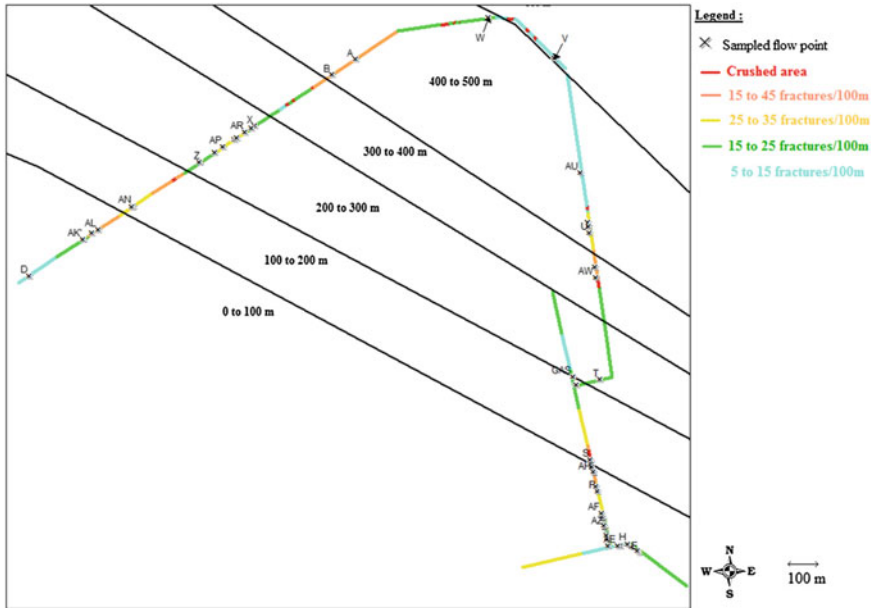 Legend :
Sampled flow point
Crushed area
15 to 45 fractures/100m
25 to 35 fractures/100m
15 to 25 fractures/100m
5 to 15 fractures/100m
W
V
A
B
400 to 500 m
X
AR
AP
Z
300 to 400 m
AU
AN
200 to 300 m
U
AL
AK
D
100 to 200 m
AW
0 to 100 m
GAS
T
S
AH
R
AF
AZ
E
H
N
W
E
S
100 m